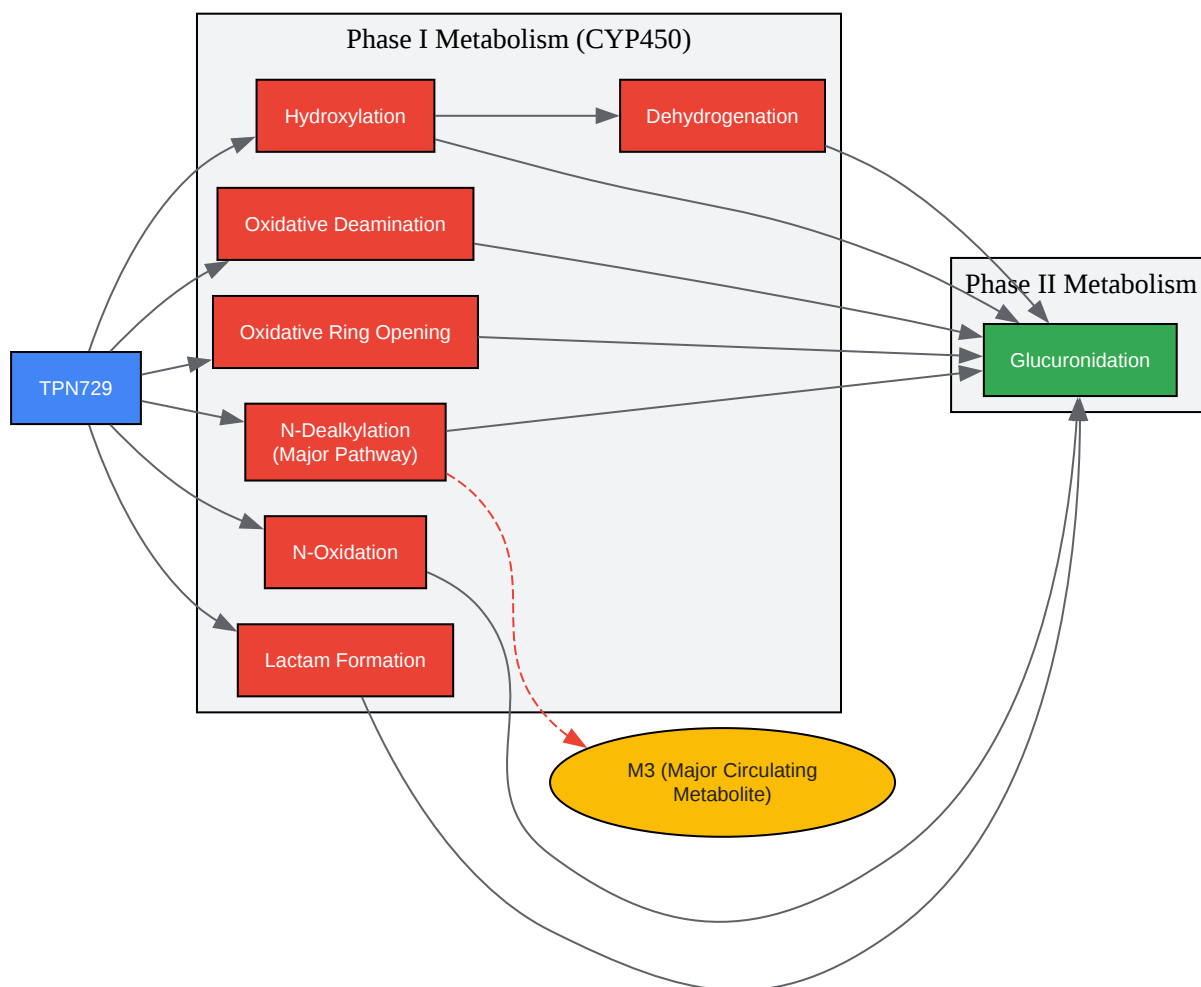 Phase I Metabolism (CYP450)
Hydroxylation
Dehydrogenation
Oxidative Deamination
Phase II Metabolism
Oxidative Ring Opening
Glucuronidation
TPN729
N-Dealkylation
(Major Pathway)
N-Oxidation
Lactam Formation
M3 (Major Circulating
Metabolite)